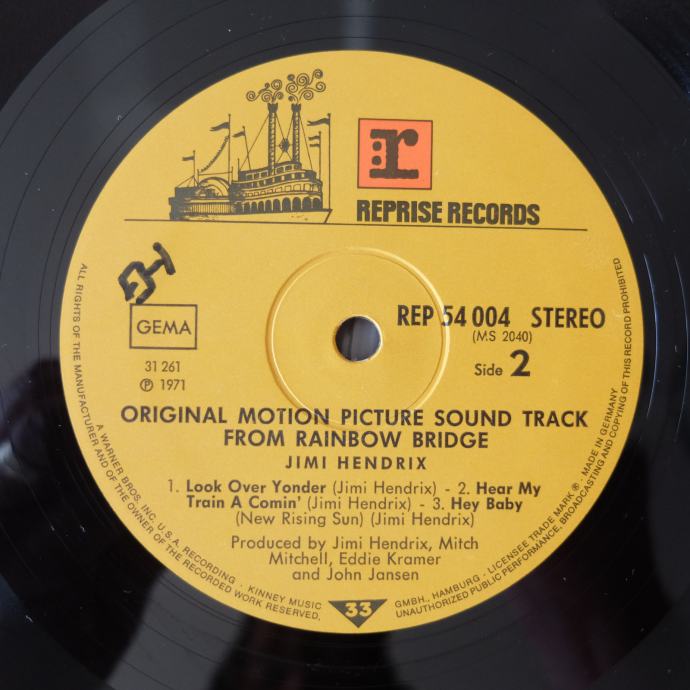 r
REPRISE RECORDS
GEMA
31 261
℗ 1971
REP 54 004 STEREO
(MS 2040)
Side 2
ORIGINAL MOTION PICTURE SOUND TRACK
FROM RAINBOW BRIDGE
JIMI HENDRIX
1. Look Over Yonder (Jimi Hendrix) - 2. Hear My
Train A Comin' (Jimi Hendrix) - 3. Hey Baby
(New Rising Sun) (Jimi Hendrix)
Produced by Jimi Hendrix, Mitch
Mitchell, Eddie Kramer
and John Jansen
33
ALL RIGHTS OF THE MANUFACTURER AND OF THE OWNER OF THE RECORDED WORK RESERVED,
UNAUTHORIZED PUBLIC PERFORMANCE, BROADCASTING AND COPYING OF THIS RECORD PROHIBITED
A WARNER BROS. INC. U.S.A. RECORDING · KINNEY MUSIC
GMBH., HAMBURG · LICENSEE TRADE MARK ®. MADE IN GERMANY